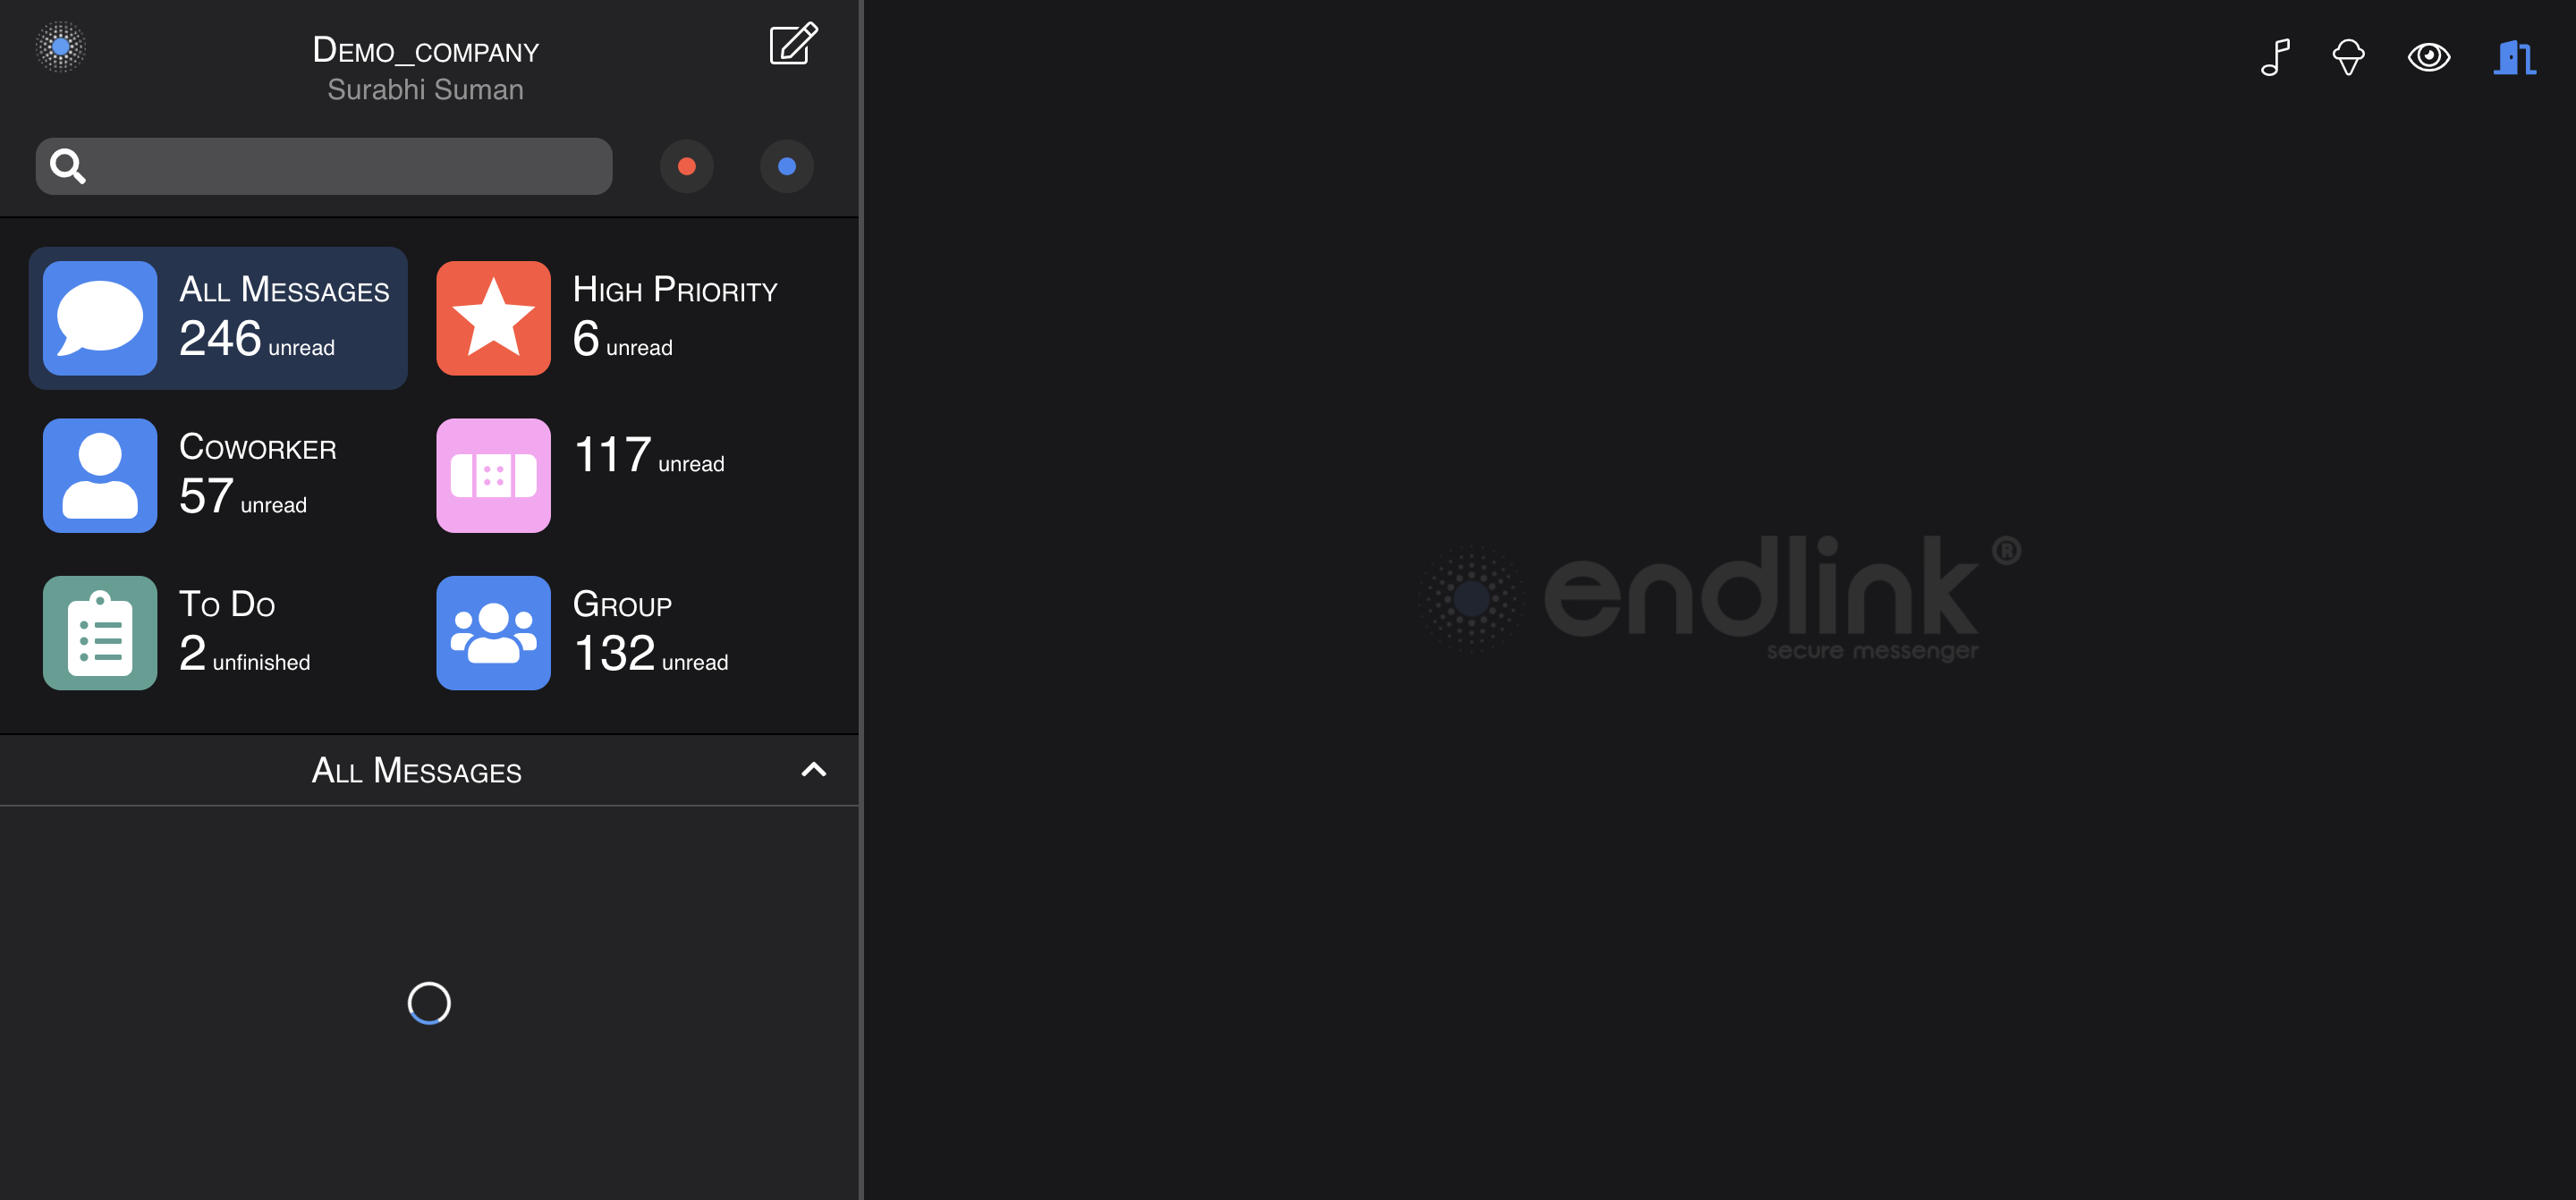 Demo_company
Surabhi Suman
All Messages
246 unread
High Priority
6 unread
Coworker
57 unread
117 unread
To Do
2 unfinished
Group
132 unread
All Messages
endlink®
secure messenger